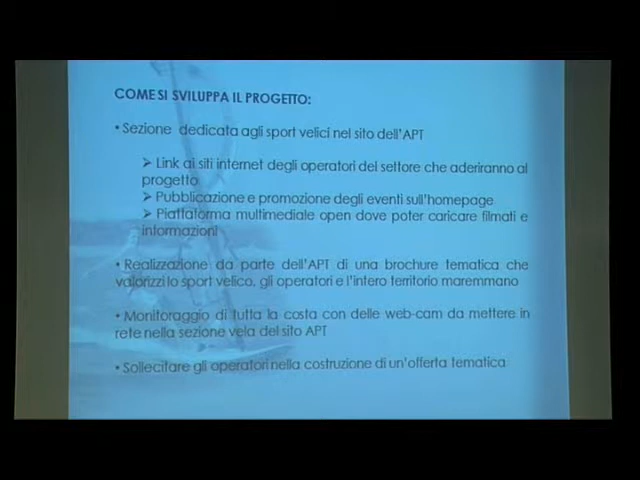 COME SI SVILUPPA IL PROGETTO:
• Sezione dedicata agli sport velici nel sito dell'APT
➢ Link ai siti internet degli operatori del settore che aderiranno al
progetto
➢ Pubblicazione e promozione degli eventi sull'homepage
➢ Piattaforma multimediale open dove poter caricare filmati e
informazioni
• Realizzazione da parte dell'APT di una brochure tematica che
valorizzi lo sport velico, gli operatori e l'intero territorio maremmano
• Monitoraggio di tutta la costa con delle web-cam da mettere in
rete nella sezione vela del sito APT
• Sollecitare gli operatori nella costruzione di un'offerta tematica